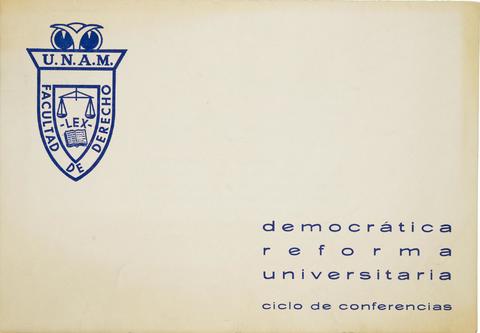 U.N.A.M.
FACULTAD DE DERECHO
-LEX-
democrática
reforma
universitaria
ciclo de conferencias